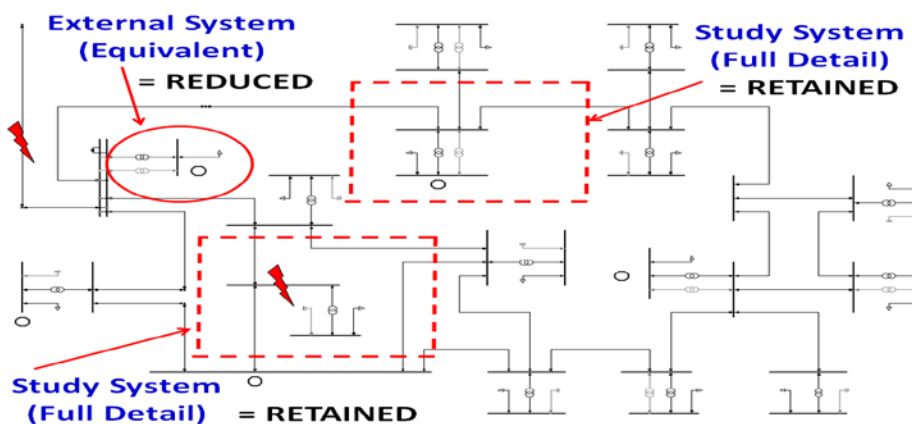 External System
(Equivalent)
= REDUCED
Study System
(Full Detail)
= RETAINED
Study System
(Full Detail) = RETAINED